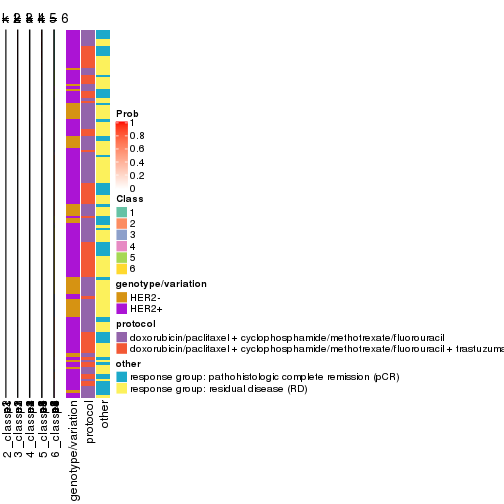 6
Prob
1
0.8
0.6
0.4
0.2
0
Class
1
2
3
4
5
6
genotype/variation
HER2-
HER2+
protocol
doxorubicin/paclitaxel + cyclophosphamide/methotrexate/fluorouracil
doxorubicin/paclitaxel + cyclophosphamide/methotrexate/fluorouracil + trastuzuma
other
response group: pathohistologic complete remission (pCR)
response group: residual disease (RD)
2_class
3_class
4_class
5_class
6_class
genotype/variation
protocol
other